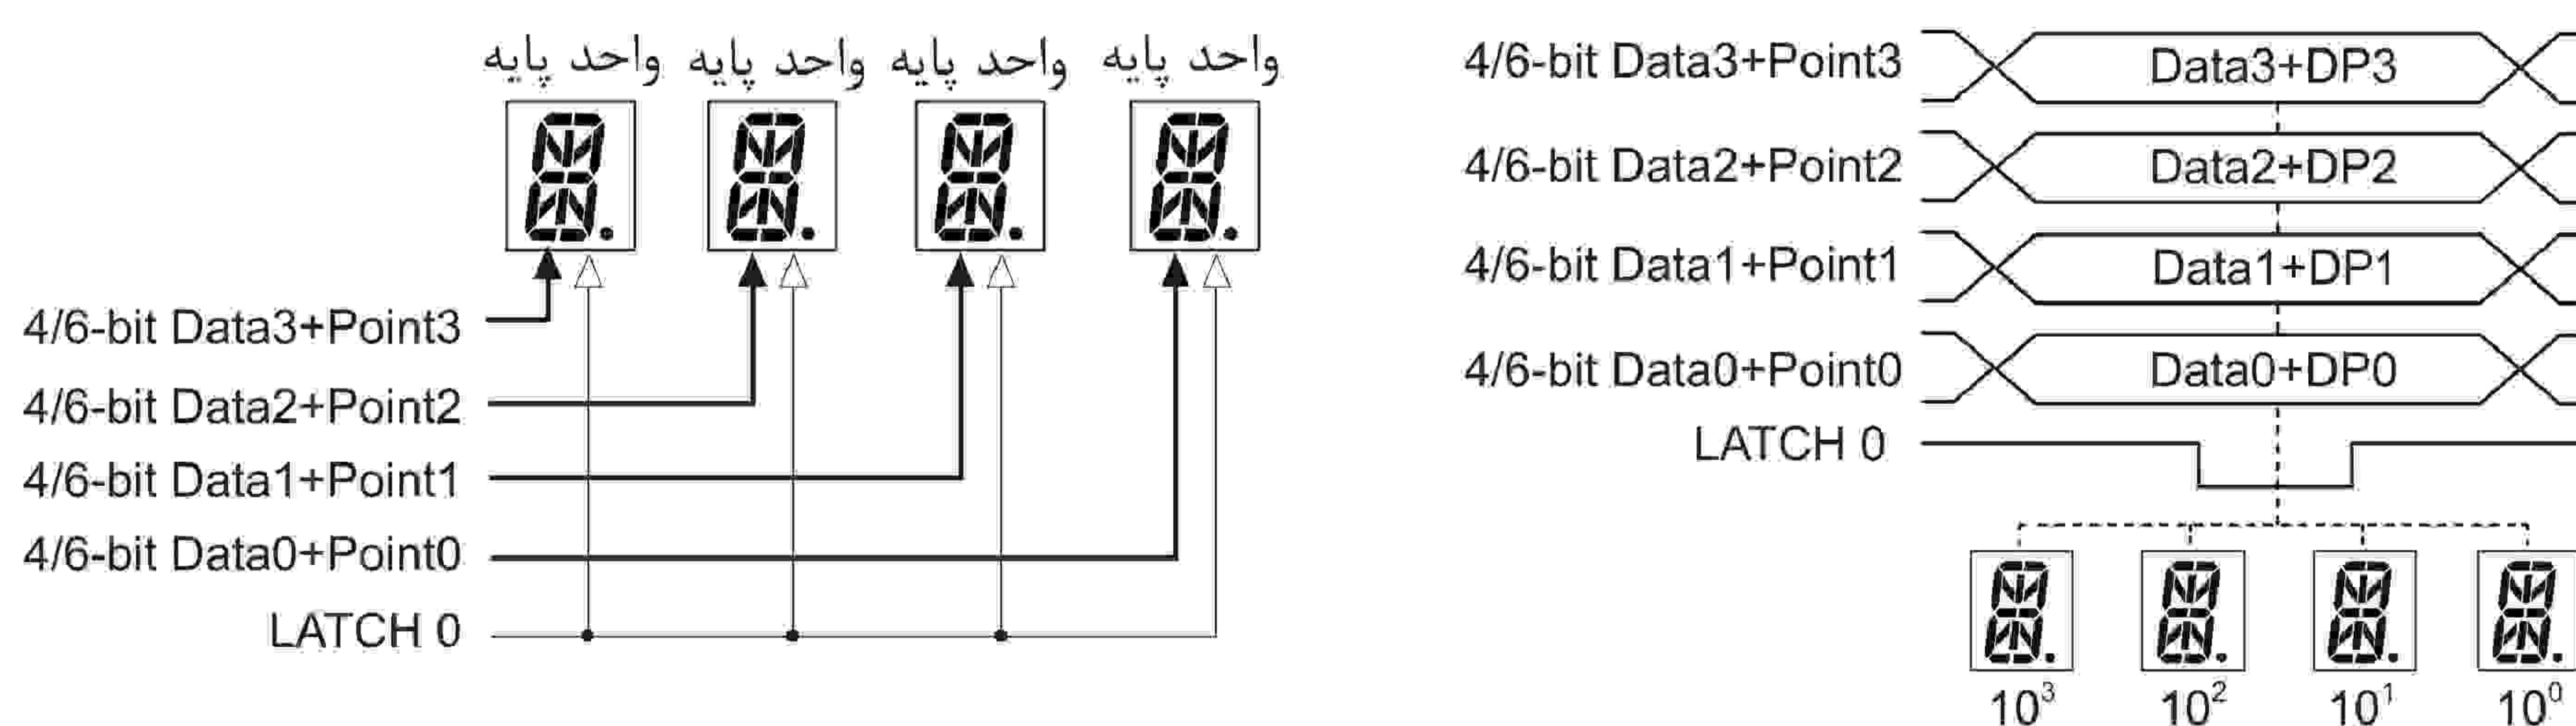 واحد پایه واحد پایه واحد پایه واحد پایه
4/6-bit Data3+Point3
4/6-bit Data2+Point2
4/6-bit Data1+Point1
4/6-bit Data0+Point0
LATCH 0
4/6-bit Data3+Point3 Data3+DP3
4/6-bit Data2+Point2 Data2+DP2
4/6-bit Data1+Point1 Data1+DP1
4/6-bit Data0+Point0 Data0+DP0
LATCH 0
10³ 10² 10¹ 10⁰